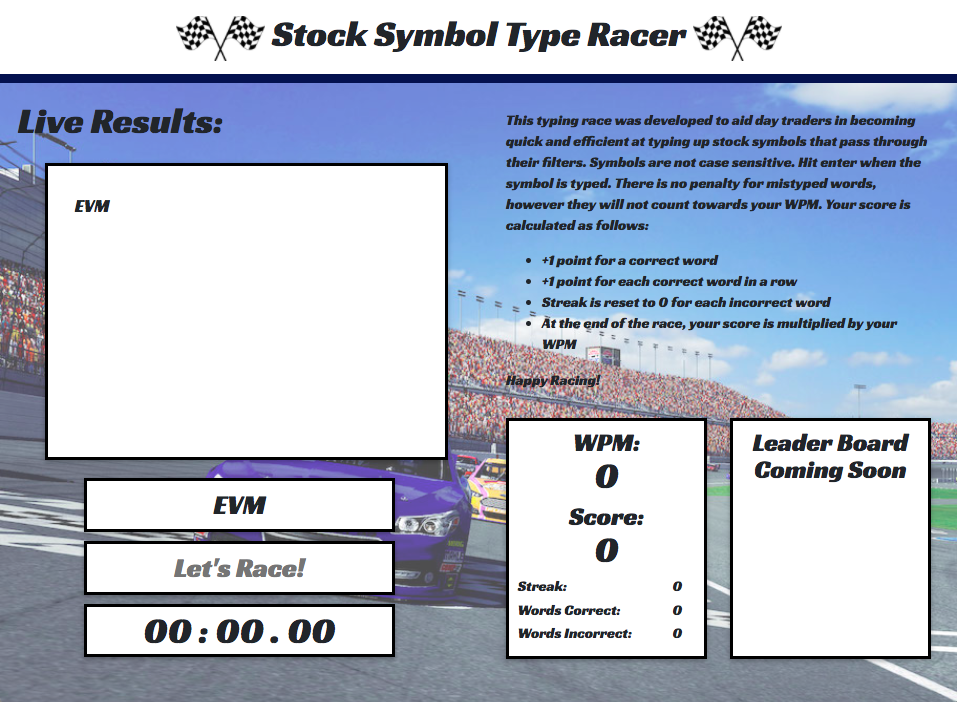 Stock Symbol Type Racer
Live Results:
EVM
EVM
Let's Race!
00:00.00
This typing race was developed to aid day traders in becoming
quick and efficient at typing up stock symbols that pass through
their filters. Symbols are not case sensitive. Hit enter when the
symbol is typed. There is no penalty for mistyped words,
however they will not count towards your WPM. Your score is
calculated as follows:
+1 point for a correct word
+1 point for each correct word in a row
Streak is reset to 0 for each incorrect word
At the end of the race, your score is multiplied by your
WPM
Happy Racing!
WPM:
0
Score:
0
Streak: 0
Words Correct: 0
Words Incorrect: 0
Leader Board
Coming Soon